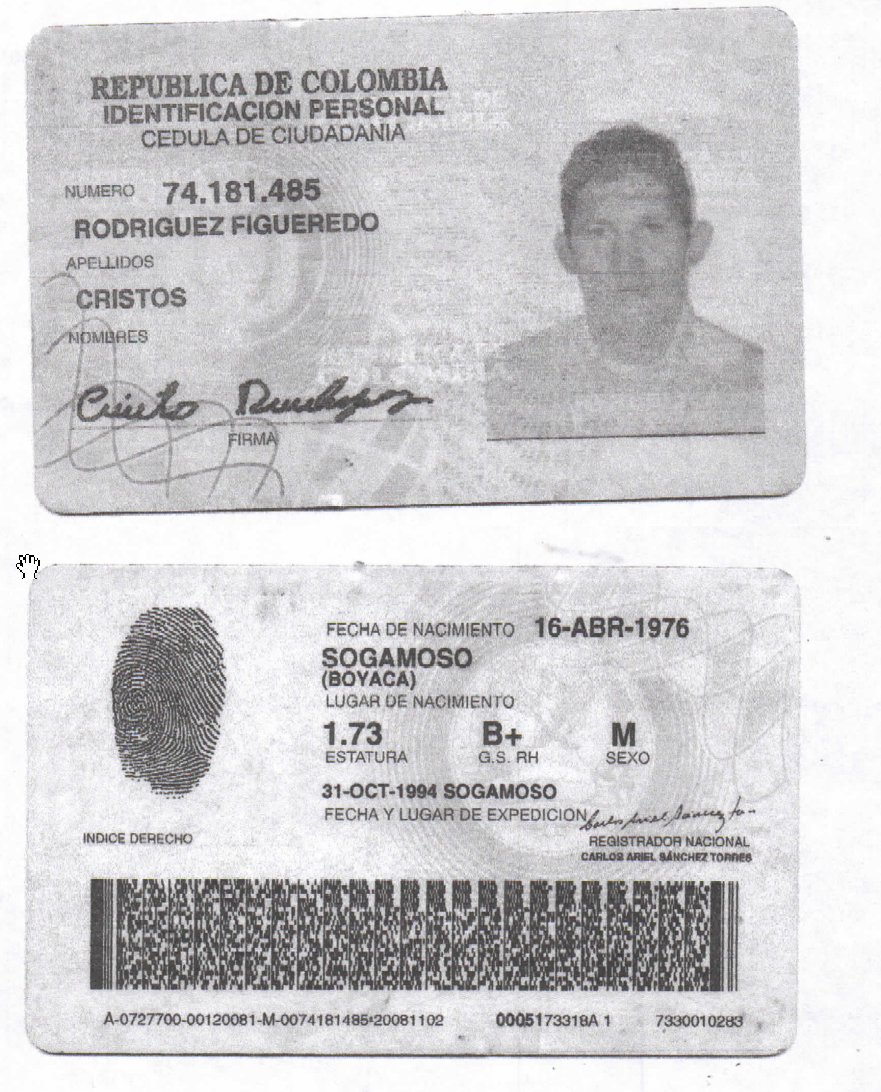 REPUBLICA DE COLOMBIA
IDENTIFICACION PERSONAL
CEDULA DE CIUDADANIA
NUMERO 74.181.485
RODRIGUEZ FIGUEREDO
APELLIDOS
CRISTOS
NOMBRES
FIRMA
FECHA DE NACIMIENTO 16-ABR-1976
SOGAMOSO
(BOYACA)
LUGAR DE NACIMIENTO
1.73 B+ M
ESTATURA G.S. RH SEXO
31-OCT-1994 SOGAMOSO
FECHA Y LUGAR DE EXPEDICION
INDICE DERECHO
REGISTRADOR NACIONAL
CARLOS ARIEL SÁNCHEZ TORRES
A-0727700-00120081-M-0074181485-20081102 0005173318A 1 7330010283